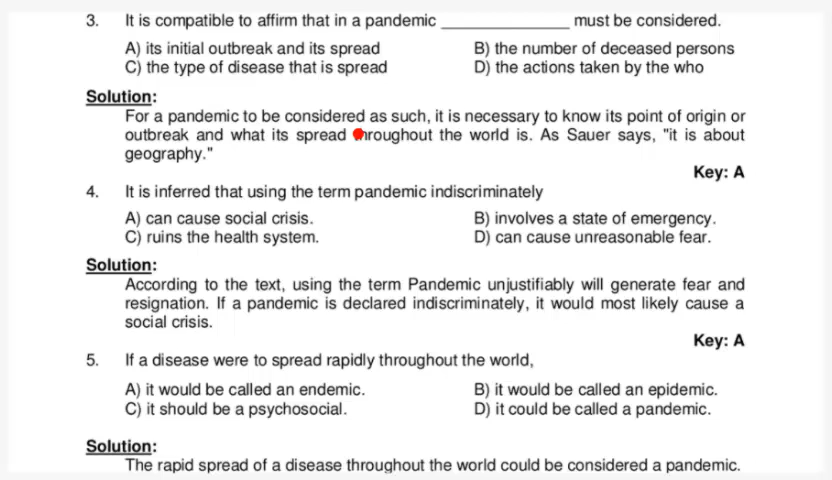 3. It is compatible to affirm that in a pandemic ______________ must be considered.
A) its initial outbreak and its spread B) the number of deceased persons
C) the type of disease that is spread D) the actions taken by the who
Solution:
For a pandemic to be considered as such, it is necessary to know its point of origin or
outbreak and what its spread throughout the world is. As Sauer says, "it is about
geography."
Key: A
4. It is inferred that using the term pandemic indiscriminately
A) can cause social crisis. B) involves a state of emergency.
C) ruins the health system. D) can cause unreasonable fear.
Solution:
According to the text, using the term Pandemic unjustifiably will generate fear and
resignation. If a pandemic is declared indiscriminately, it would most likely cause a
social crisis.
Key: A
5. If a disease were to spread rapidly throughout the world,
A) it would be called an endemic. B) it would be called an epidemic.
C) it should be a psychosocial. D) it could be called a pandemic.
Solution:
The rapid spread of a disease throughout the world could be considered a pandemic.